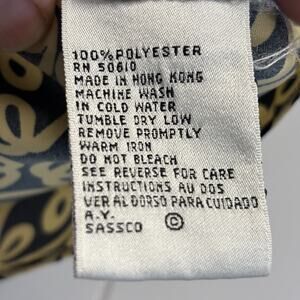 100% POLYESTER
RN 50610
MADE IN HONG KONG
MACHINE WASH
IN COLD WATER
TUMBLE DRY LOW
REMOVE PROMPTLY
WARM IRON
DO NOT BLEACH
SEE REVERSE FOR CARE
INSTRUCTIONS AU DOS
VER AL DORSO PARA CUIDADO
A.Y.
SASSCO ©